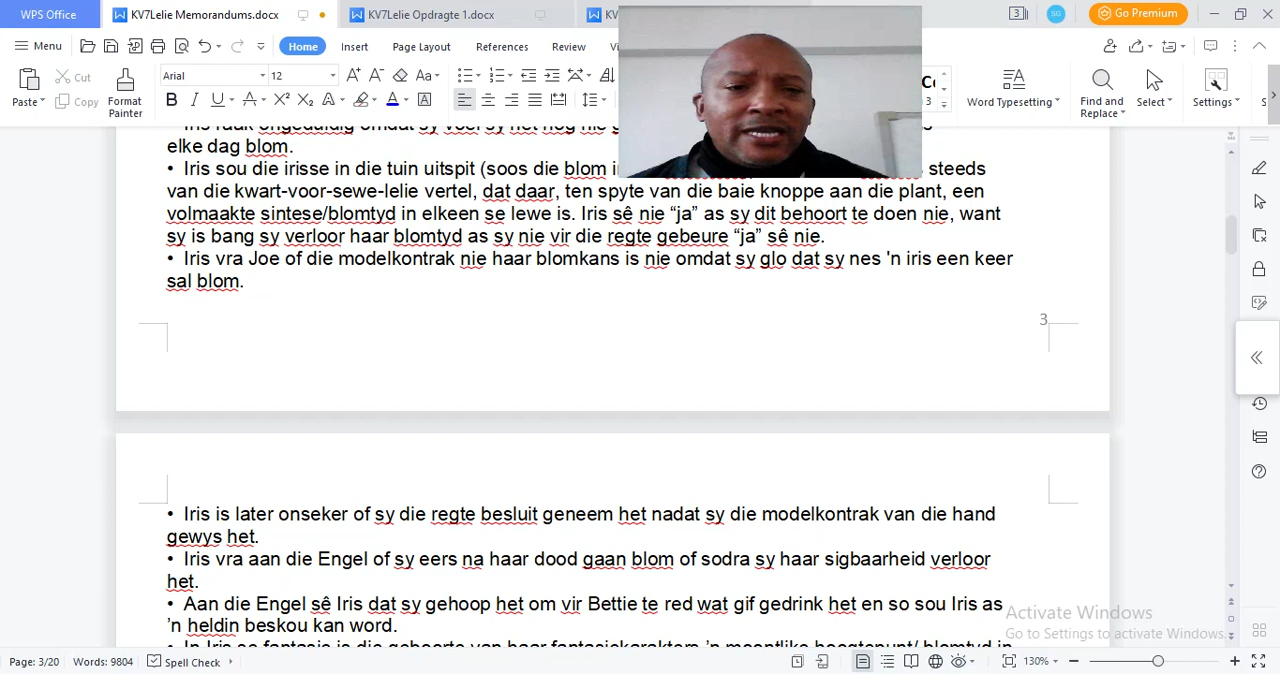 WPS Office
KV7Lelie Memorandums.docx
KV7Lelie Opdragte 1.docx
3
SG
Go Premium
Menu
Home
Insert
Page Layout
References
Review
Paste
Cut
Copy
Format
Painter
Arial
12
Word Typesetting
Find and
Replace
Select
Settings
elke dag blom.
• Iris sou die irisse in die tuin uitspit (soos die blom steeds
van die kwart-voor-sewe-lelie vertel, dat daar, ten spyte van die baie knoppe aan die plant, een
volmaakte sintese/blomtyd in elkeen se lewe is. Iris sê nie “ja” as sy dit behoort te doen nie, want
sy is bang sy verloor haar blomtyd as sy nie vir die regte gebeure “ja” sê nie.
• Iris vra Joe of die modelkontrak nie haar blomkans is nie omdat sy glo dat sy nes 'n iris een keer
sal blom.
3
• Iris is later onseker of sy die regte besluit geneem het nadat sy die modelkontrak van die hand
gewys het.
• Iris vra aan die Engel of sy eers na haar dood gaan blom of sodra sy haar sigbaarheid verloor
het.
• Aan die Engel sê Iris dat sy gehoop het om vir Bettie te red wat gif gedrink het en so sou Iris as
’n heldin beskou kan word.
Activate Windows
Go to Settings to activate Windows.
Page: 3/20
Words: 9804
Spell Check
130%